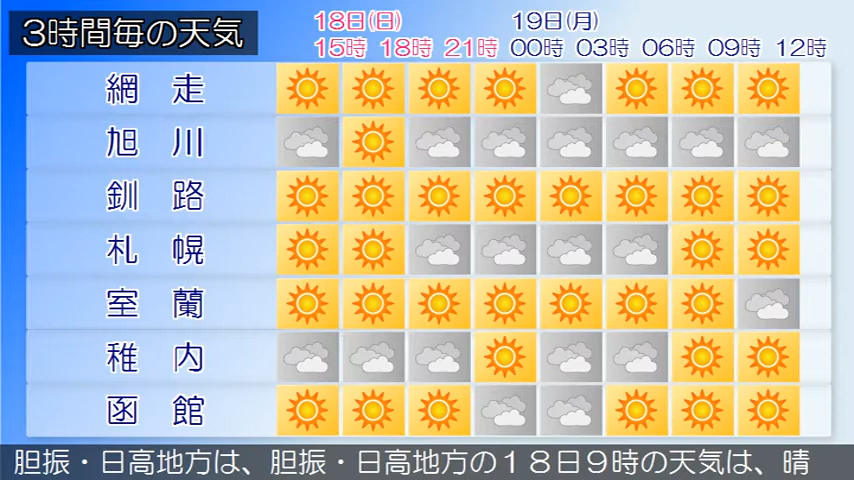 3時間毎の天気
18日(日) 19日(月)
15時 18時 21時 00時 03時 06時 09時 12時
網走
旭川
釧路
札幌
室蘭
稚内
函館
胆振・日高地方は、胆振・日高地方の１８日９時の天気は、晴